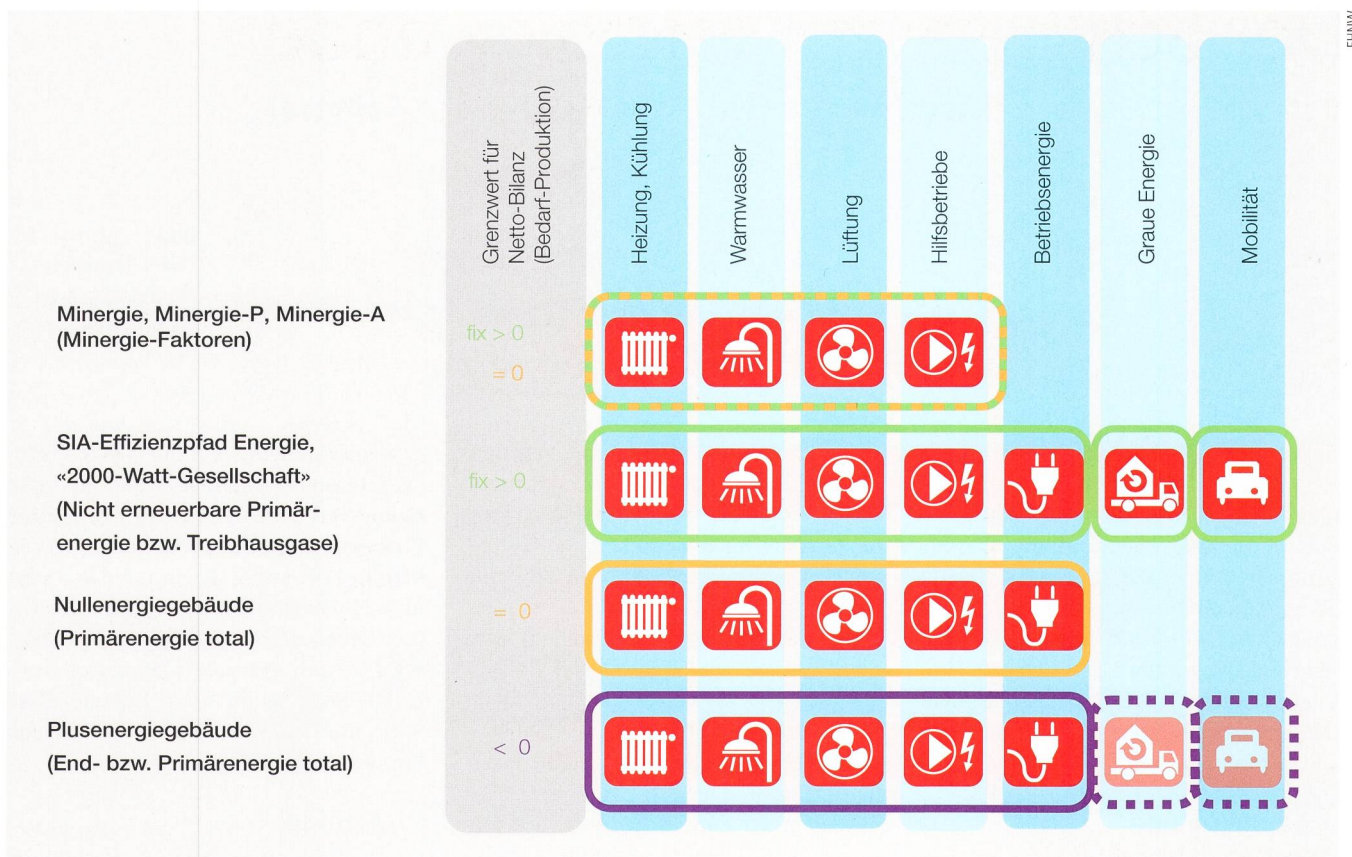 FHNW
Grenzwert für
Netto-Bilanz
(Bedarf-Produktion)
Heizung, Kühlung
Warmwasser
Lüftung
Hilfsbetriebe
Betriebsenergie
Graue Energie
Mobilität
Minergie, Minergie-P, Minergie-A
(Minergie-Faktoren)
fix > 0
= 0
SIA-Effizienzpfad Energie,
«2000-Watt-Gesellschaft»
(Nicht erneuerbare Primär-
energie bzw. Treibhausgase)
fix > 0
Nullenergiegebäude
(Primärenergie total)
= 0
Plusenergiegebäude
(End- bzw. Primärenergie total)
< 0